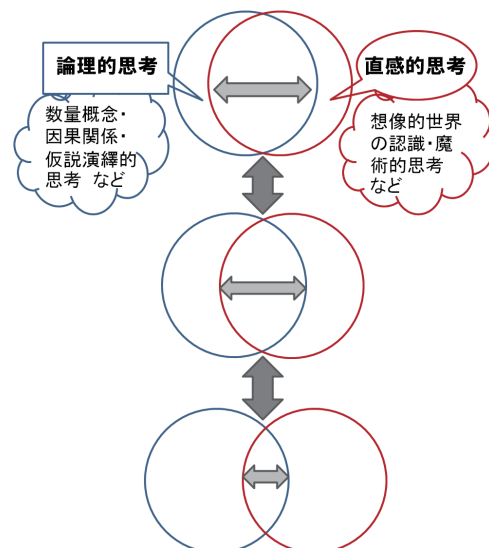 論理的思考
数量概念・
因果関係・
仮説演繹的
思考 など
直感的思考
想像的世界
の認識・魔
術的思考
など